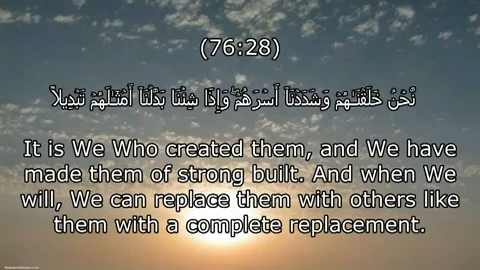 (76:28)
نَّحْنُ خَلَقْنَـٰهُمْ وَشَدَدْنَآ أَسْرَهُمْ ۖ وَإِذَا شِئْنَا بَدَّلْنَآ أَمْثَـٰلَهُمْ تَبْدِيلًا
It is We Who created them, and We have
made them of strong built. And when We
will, We can replace them with others like
them with a complete replacement.